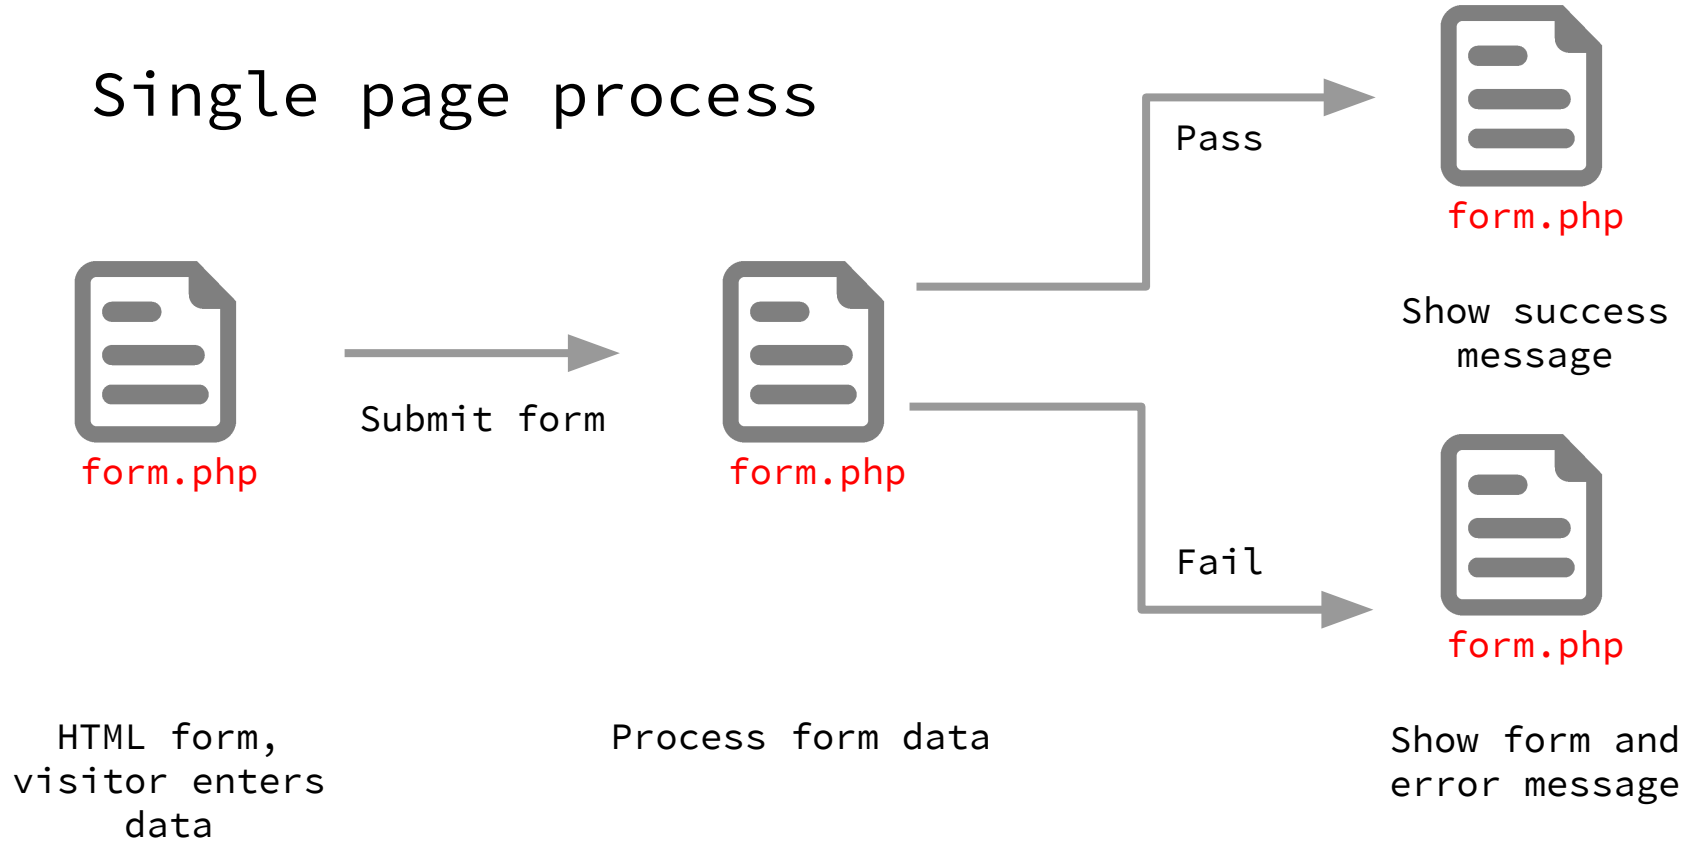 Single page process
Pass
form.php
Show success
message
Submit form
form.php
form.php
Fail
form.php
HTML form,
visitor enters
data
Process form data
Show form and
error message